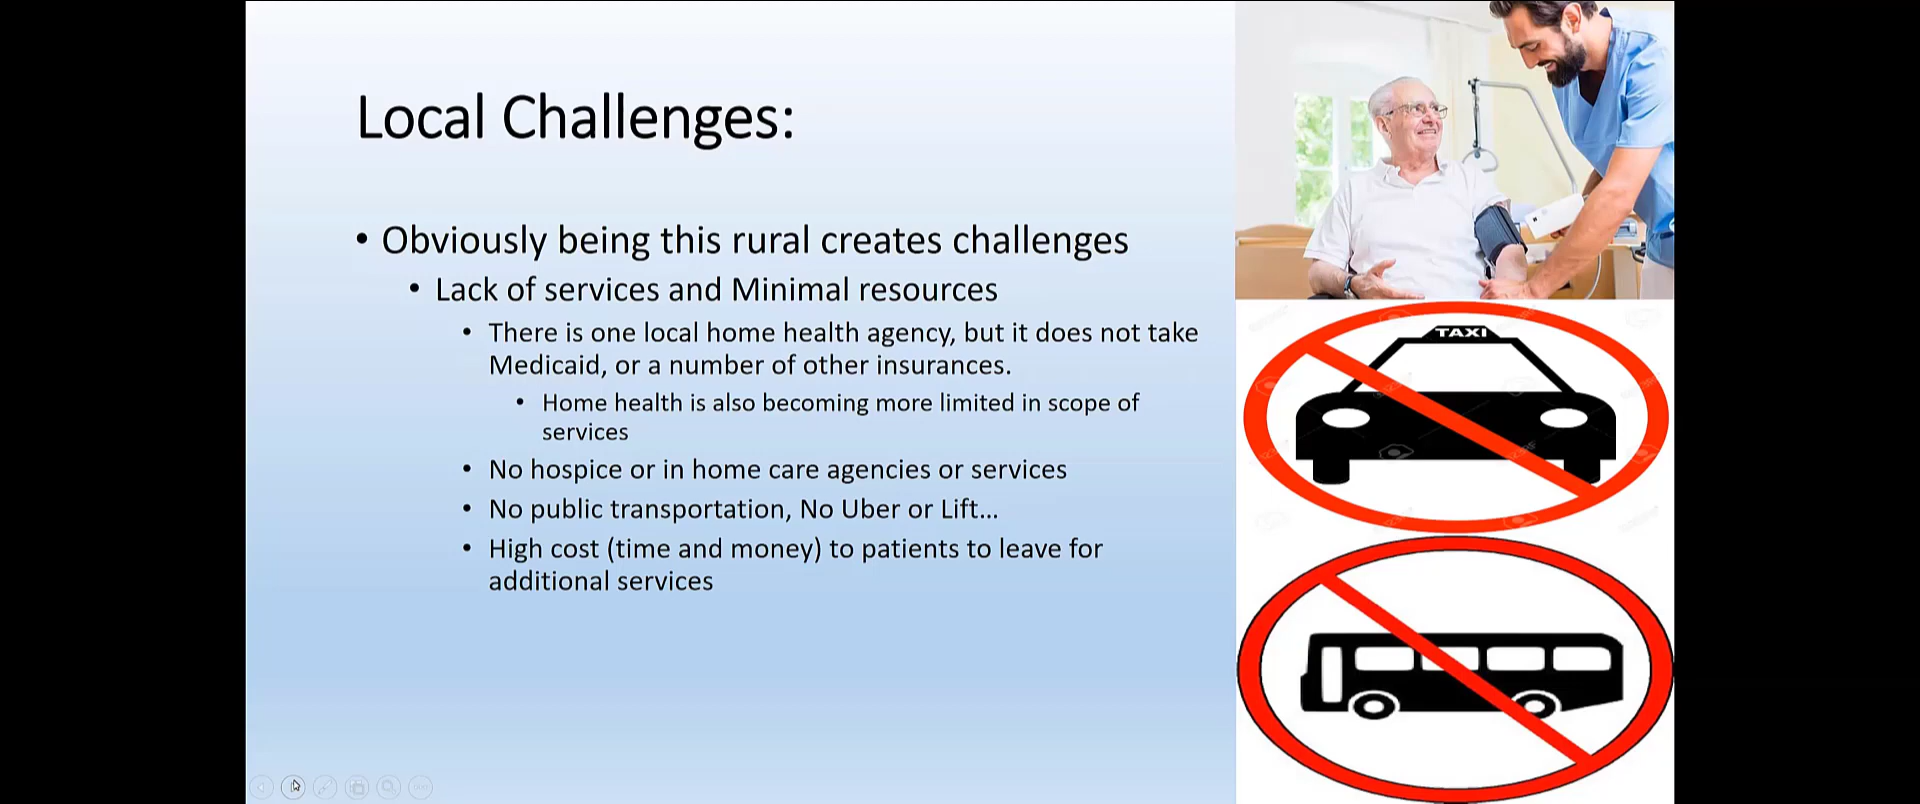 Local Challenges:
• Obviously being this rural creates challenges
• Lack of services and Minimal resources
• There is one local home health agency, but it does not take
Medicaid, or a number of other insurances.
• Home health is also becoming more limited in scope of
services
• No hospice or in home care agencies or services
• No public transportation, No Uber or Lift...
• High cost (time and money) to patients to leave for
additional services
TAXI